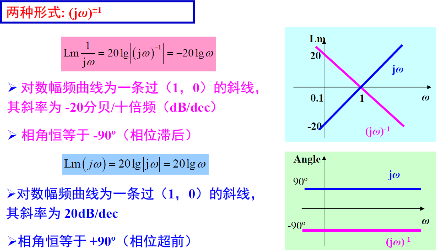 两种形式: (jω)^±1
Lm 1/jω = 20lg|(jω)^-1| = -20lgω
➢ 对数幅频曲线为一条过（1，0）的斜线，
其斜率为 -20分贝/十倍频（dB/dec）
➢ 相角恒等于 -90°（相位滞后）
Lm(jω) = 20lg|jω| = 20lgω
➢对数幅频曲线为一条过（1，0）的斜线，
其斜率为 20dB/dec
➢相角恒等于 +90°（相位超前）
Lm
20
jω
0.1
1
ω
-20
(jω)^-1
Angle
90°
jω
ω
-90°
(jω)^-1